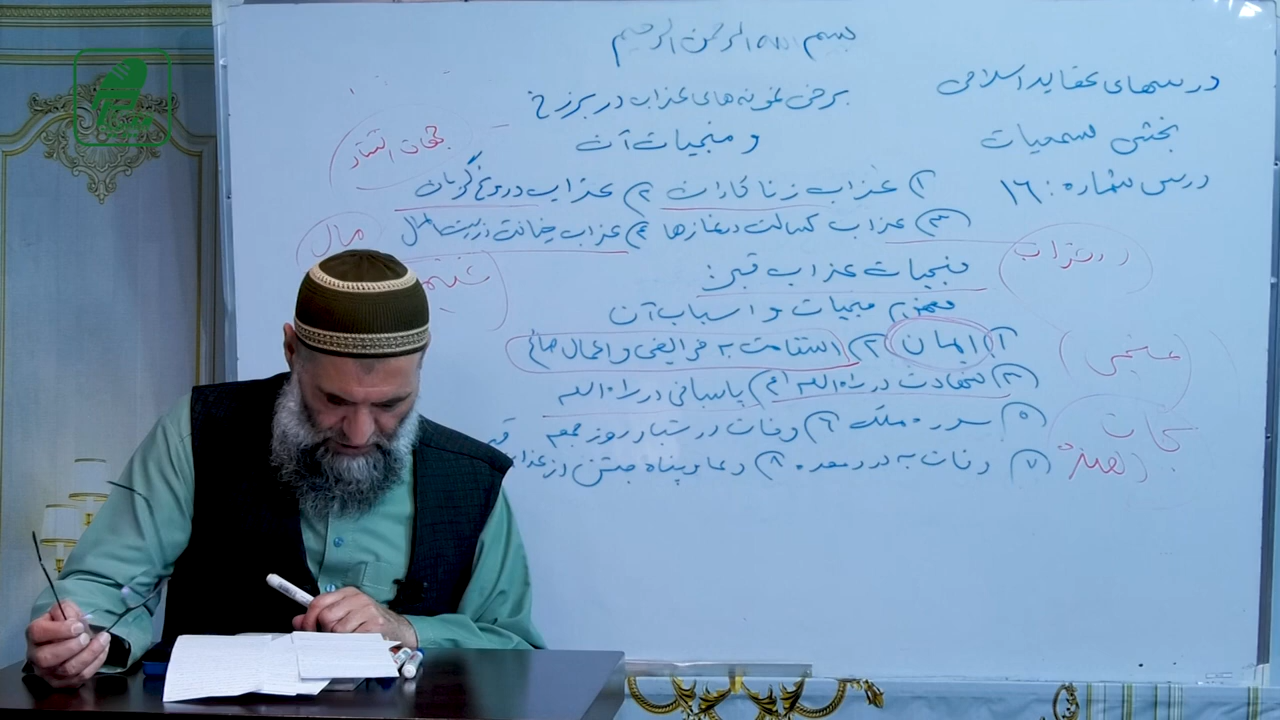 بسم الله الرحمن الرحیم
درسهای عقاید اسلامی
بخش سمعیات
درس شماره: ۱۶
برخی نمونه های عذاب در برزخ
و منجیات آن
۱) عذاب زناکاران ۲) عذاب دروغ گویان
۳) عذاب کسالت در نمازها ۴) عذاب خیانت در بیت المال
منجیات عذاب قبر:
منجیات و اسباب آن
۱) ایمان ۲) استقامت به فرایض و اعمال صالح
۳) شهادت در راه الله ۴) پاسبانی در راه الله
۵) سوره ملک ۶) وفات در شب یا روز جمعه
۷) وفات به درد معده ۸) دعا و پناه جستن از عذاب
مال
نجات